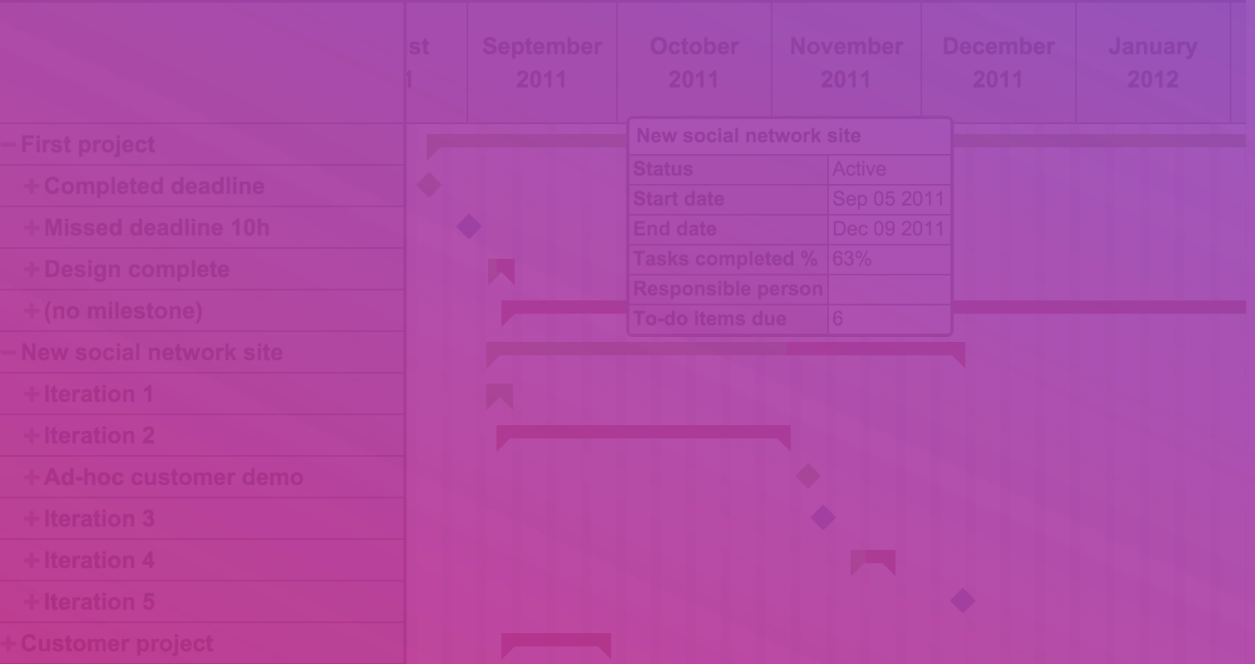 st September October November December January
1 2011 2011 2011 2011 2012
First project
Completed deadline
Missed deadline 10h
Design complete
(no milestone)
New social network site
Iteration 1
Iteration 2
Ad-hoc customer demo
Iteration 3
Iteration 4
Iteration 5
Customer project
New social network site
Status Active
Start date Sep 05 2011
End date Dec 09 2011
Tasks completed % 63%
Responsible person
To-do items due 6